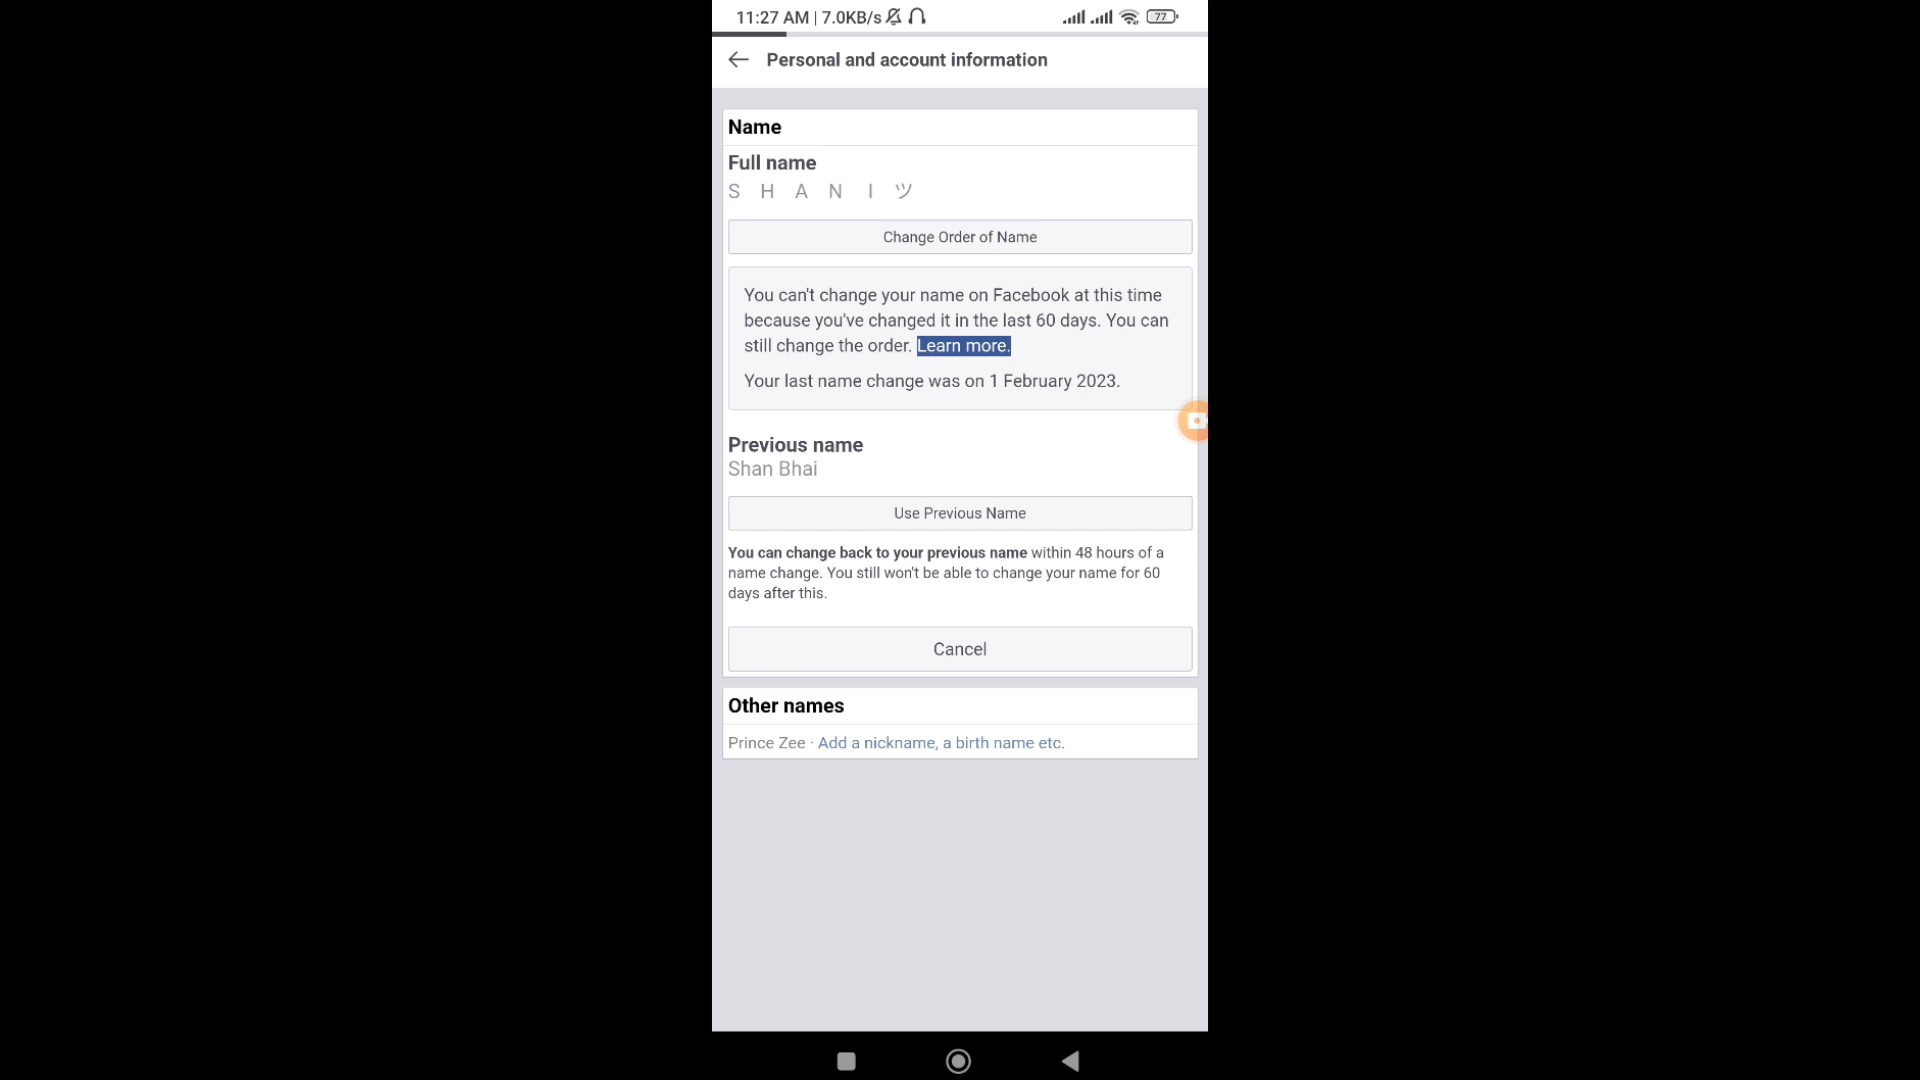 11:27 AM | 7.0KB/s
77
Personal and account information
Name
Full name
S H A N I ツ
Change Order of Name
You can't change your name on Facebook at this time
because you've changed it in the last 60 days. You can
still change the order. Learn more.
Your last name change was on 1 February 2023.
Previous name
Shan Bhai
Use Previous Name
You can change back to your previous name within 48 hours of a
name change. You still won't be able to change your name for 60
days after this.
Cancel
Other names
Prince Zee · Add a nickname, a birth name etc.